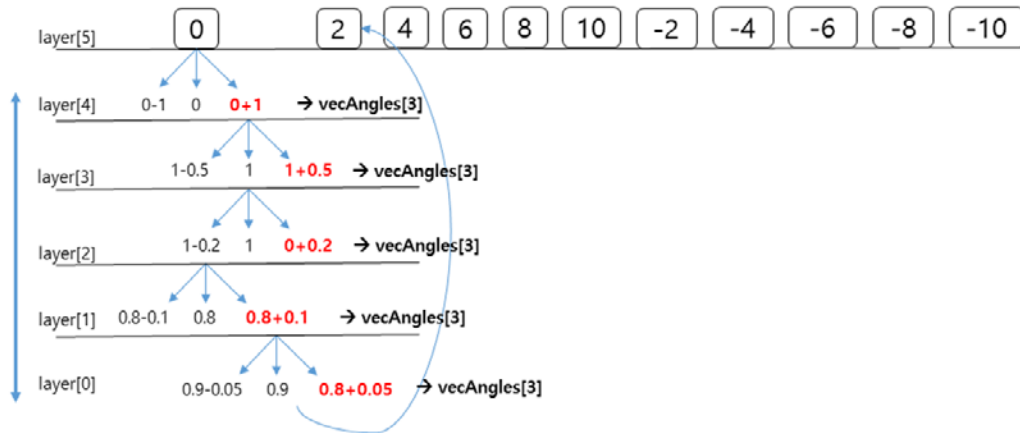 layer[5] 0 2 4 6 8 10 -2 -4 -6 -8 -10
layer[4] 0-1 0 0+1 → vecAngles[3]
layer[3] 1-0.5 1 1+0.5 → vecAngles[3]
layer[2] 1-0.2 1 0+0.2 → vecAngles[3]
layer[1] 0.8-0.1 0.8 0.8+0.1 → vecAngles[3]
layer[0] 0.9-0.05 0.9 0.8+0.05 → vecAngles[3]